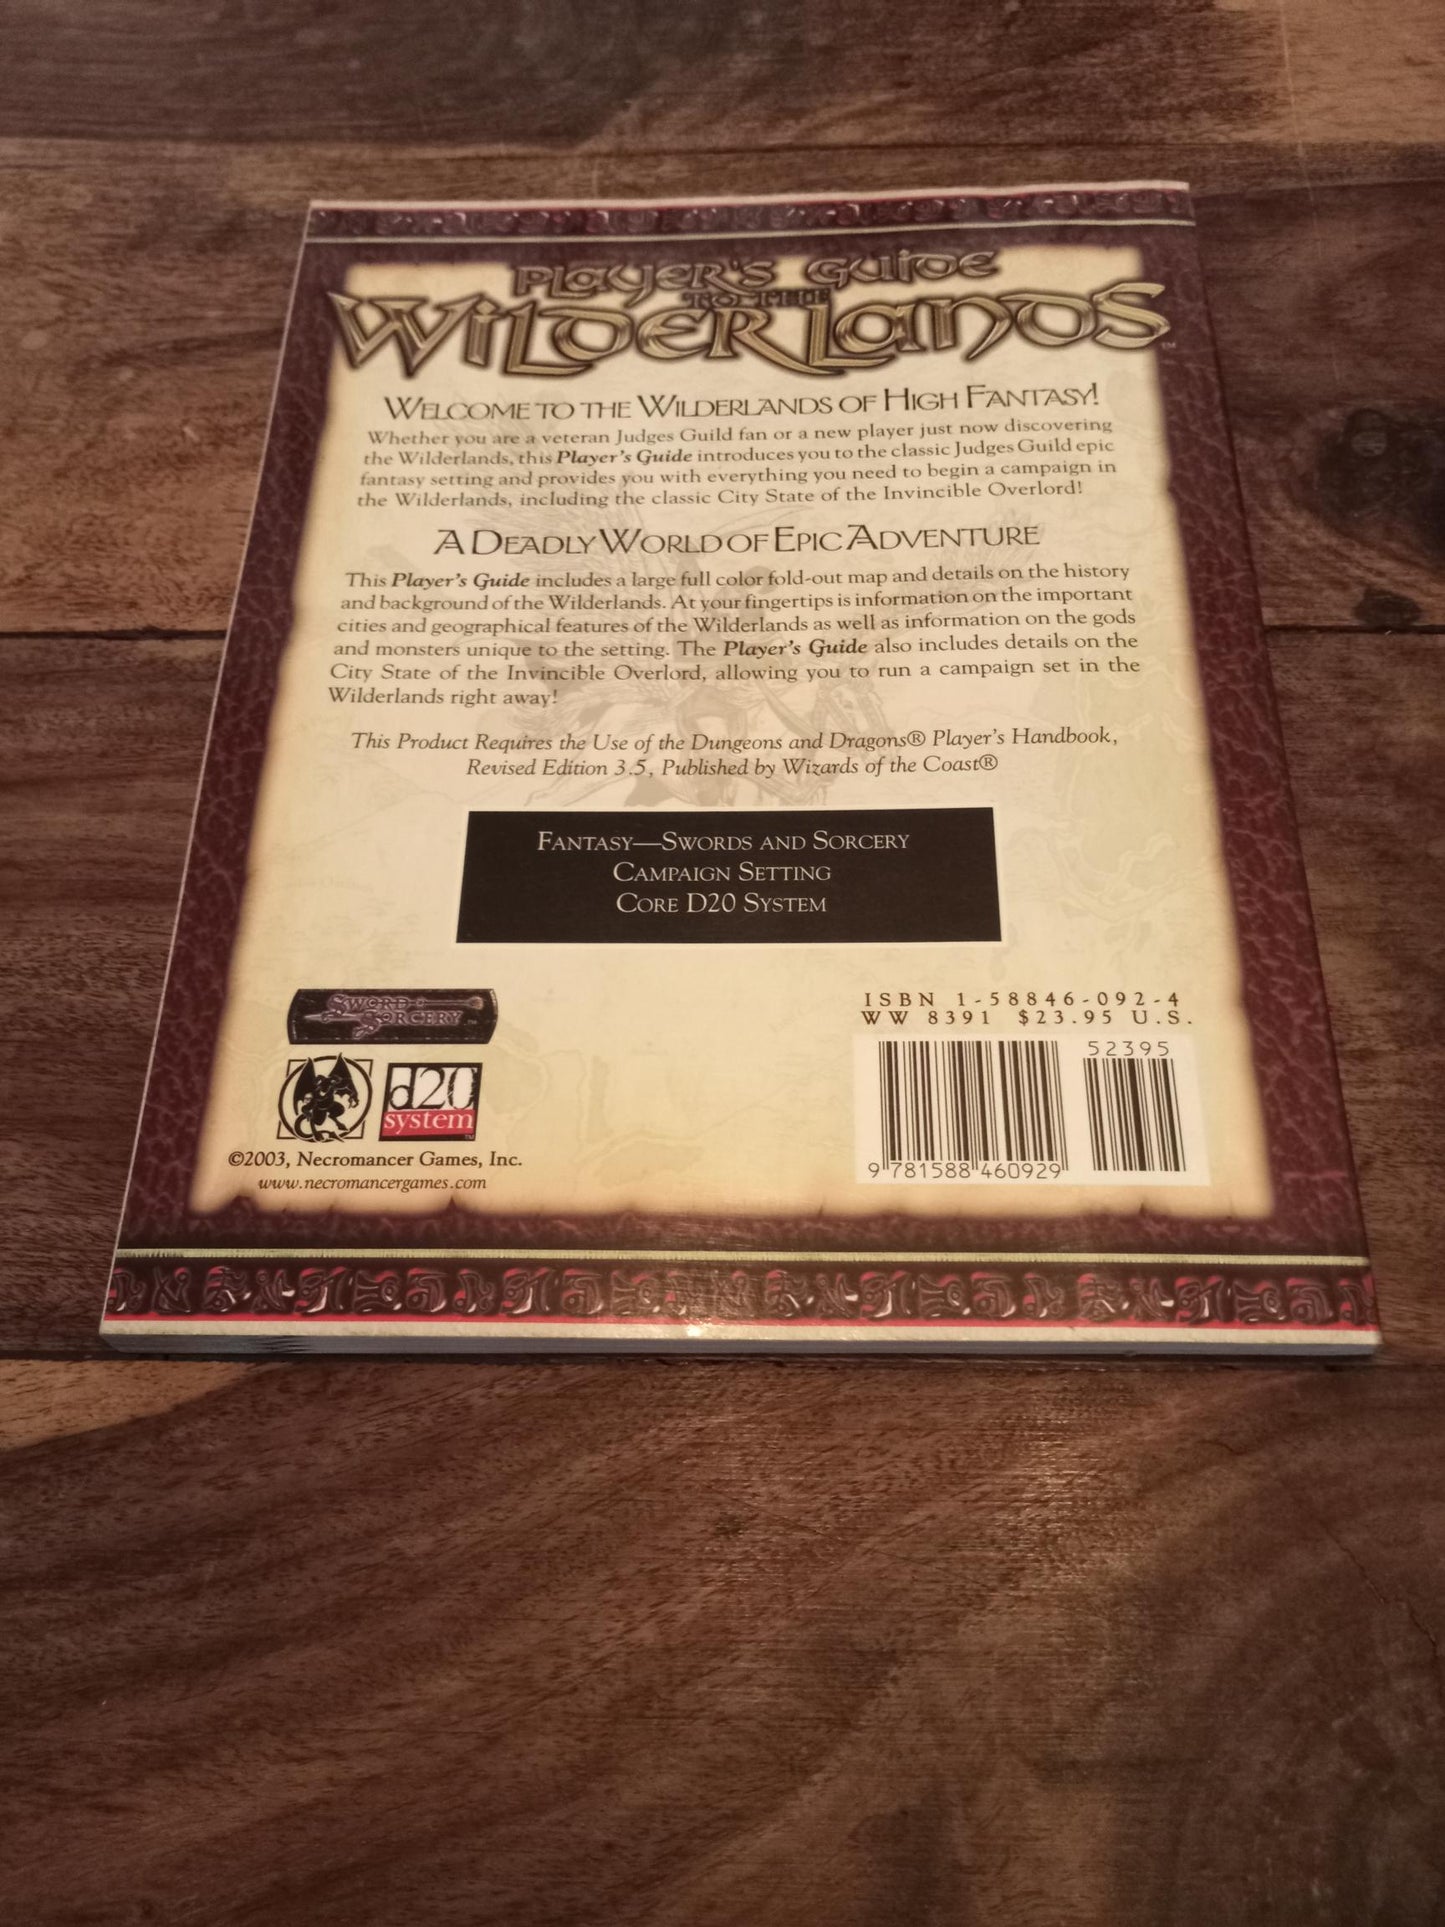 Player's Guide
to the
Wilderlands™
Welcome to the Wilderlands of High Fantasy!
Whether you are a veteran Judges Guild fan or a new player just now discovering
the Wilderlands, this Player's Guide introduces you to the classic Judges Guild epic
fantasy setting and provides you with everything you need to begin a campaign in
the Wilderlands, including the classic City State of the Invincible Overlord!
A Deadly World of Epic Adventure
This Player's Guide includes a large full color fold-out map and details on the history
and background of the Wilderlands. At your fingertips is information on the important
cities and geographical features of the Wilderlands as well as information on the gods
and monsters unique to the setting. The Player's Guide also includes details on the
City State of the Invincible Overlord, allowing you to run a campaign set in the
Wilderlands right away!
This Product Requires the Use of the Dungeons and Dragons® Player's Handbook,
Revised Edition 3.5, Published by Wizards of the Coast®
Fantasy—Swords and Sorcery
Campaign Setting
Core D20 System
Sword
Sorcery™
d20
system™
©2003, Necromancer Games, Inc.
www.necromancergames.com
ISBN 1-58846-092-4
WW 8391 $23.95 U.S.
52395
9 781588 460929